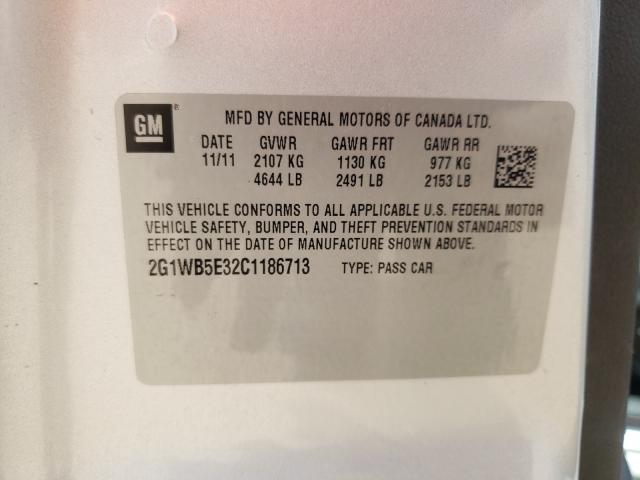 GM®
MFD BY GENERAL MOTORS OF CANADA LTD.
DATE GVWR GAWR FRT GAWR RR
11/11 2107 KG 1130 KG 977 KG
4644 LB 2491 LB 2153 LB
THIS VEHICLE CONFORMS TO ALL APPLICABLE U.S. FEDERAL MOTOR
VEHICLE SAFETY, BUMPER, AND THEFT PREVENTION STANDARDS IN
EFFECT ON THE DATE OF MANUFACTURE SHOWN ABOVE.
2G1WB5E32C1186713 TYPE: PASS CAR